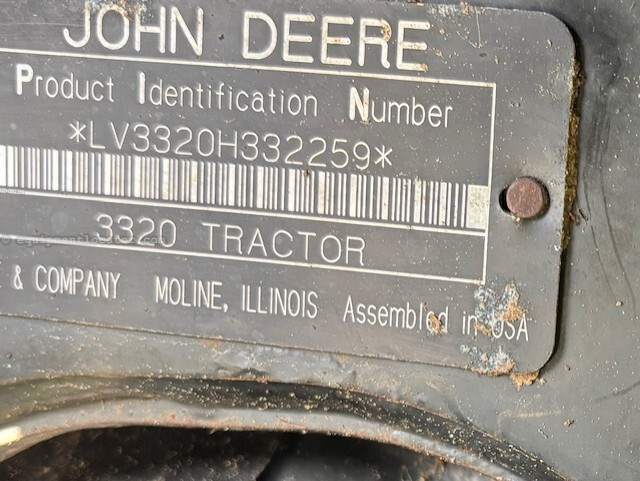 JOHN DEERE
Product Identification Number
*LV3320H332259*
3320 TRACTOR
& COMPANY MOLINE, ILLINOIS Assembled in USA